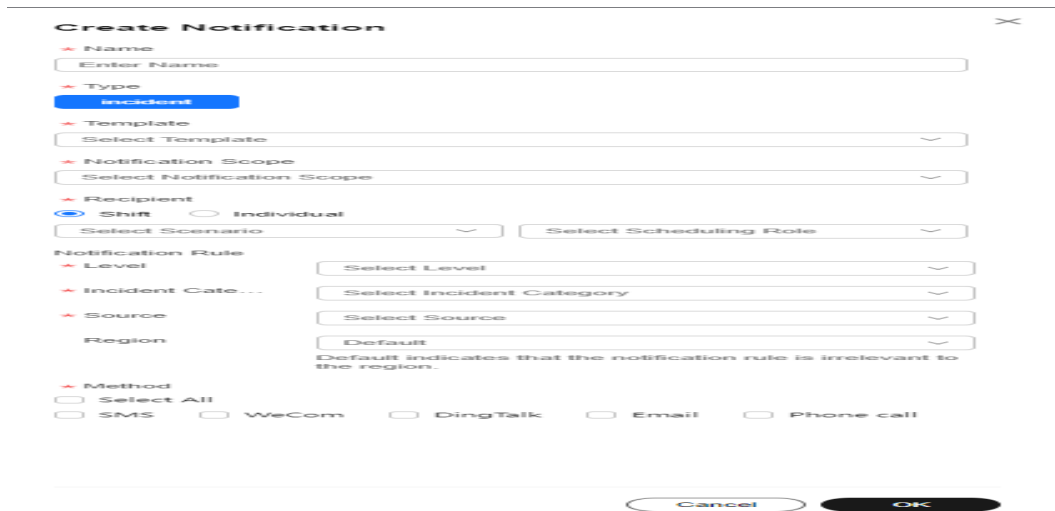 Create Notification
* Name
Enter Name
* Type
incident
* Template
Select Template
* Notification Scope
Select Notification Scope
* Recipient
Shift Individual
Select Scenario Select Scheduling Role
Notification Rule
* Level Select Level
* Incident Cate... Select Incident Category
* Source Select Source
Region Default
Default indicates that the notification rule is irrelevant to
the region.
* Method
Select All
SMS WeCom DingTalk Email Phone call
Cancel OK